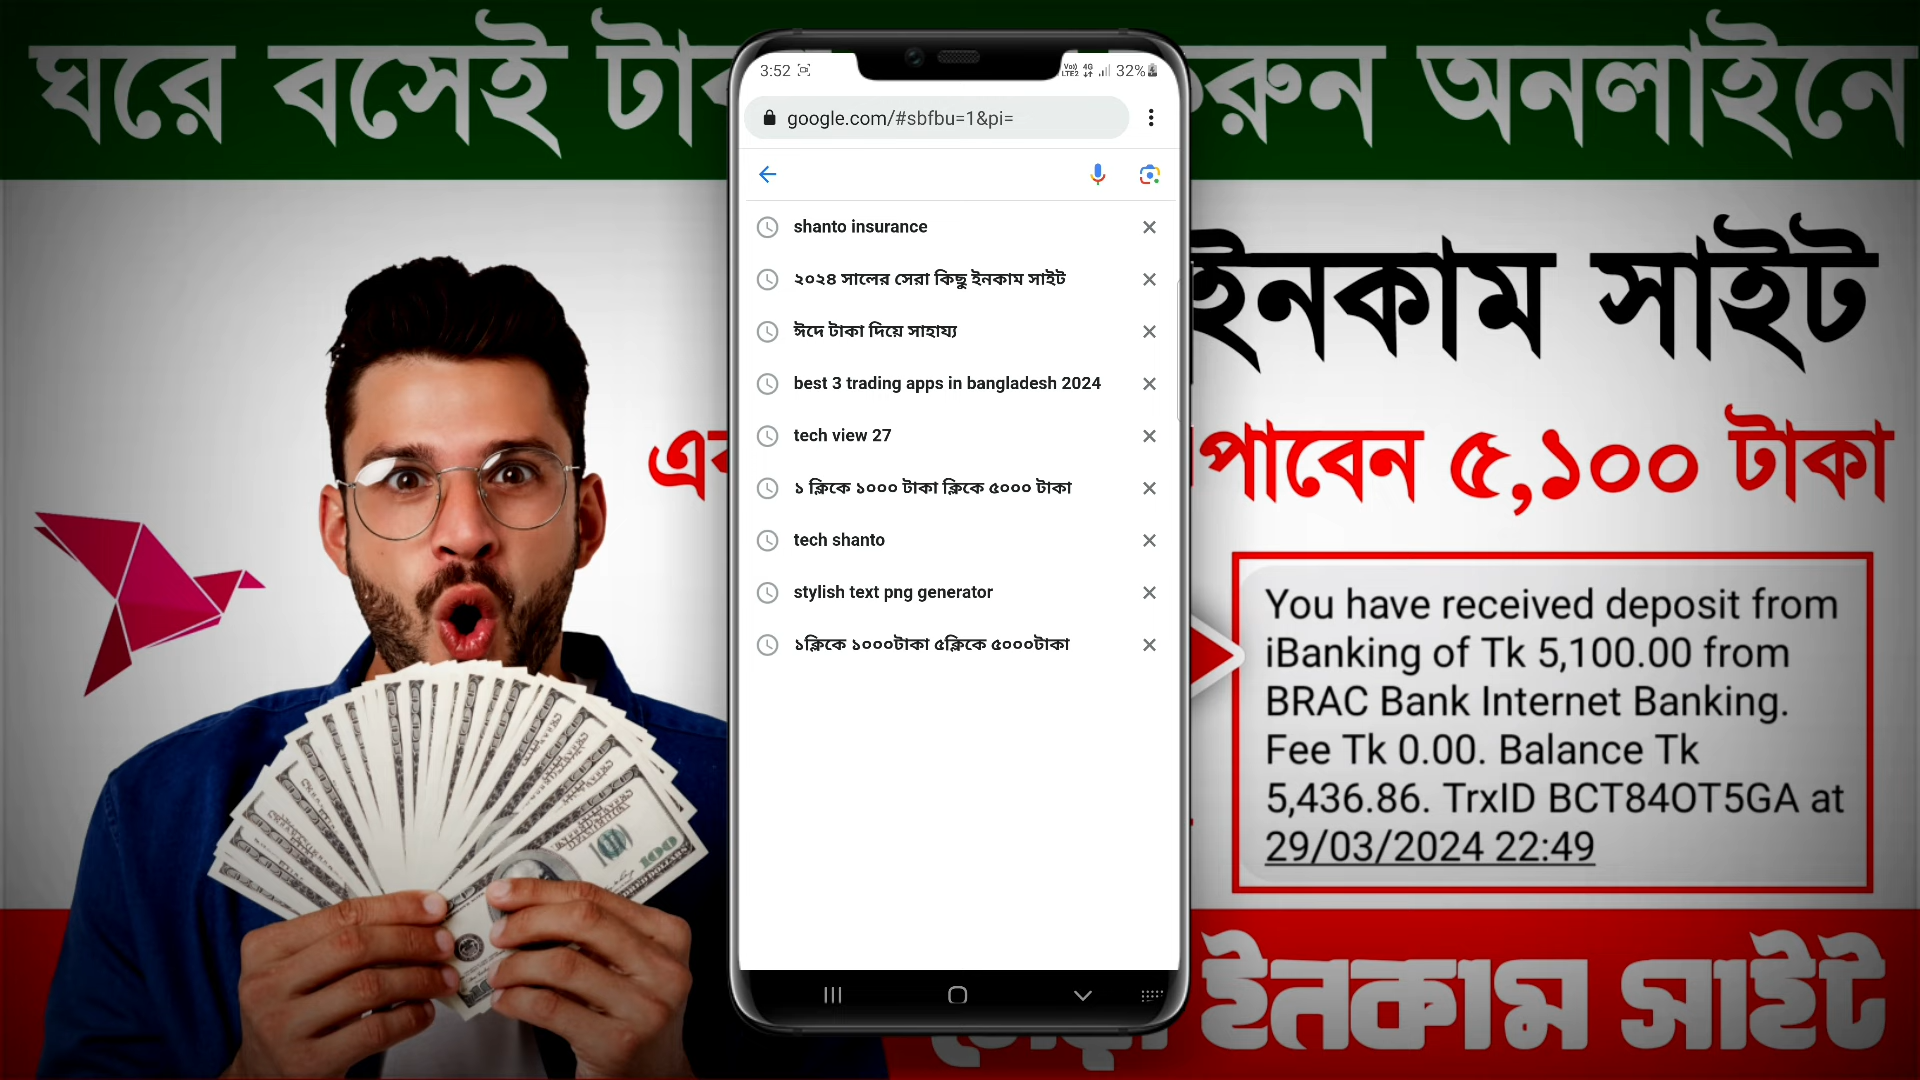 ঘরে বসেই
রুন অনলাইনে
3:52
VoLTE2 4G 32%
google.com/#sbfbu=1&pi=
shanto insurance
২০২৪ সালের সেরা কিছু ইনকাম সাইট
ঈদে টাকা দিয়ে সাহায্য
best 3 trading apps in bangladesh 2024
tech view 27
১ ক্লিকে ১০০০ টাকা ক্লিকে ৫০০০ টাকা
tech shanto
stylish text png generator
১ক্লিকে ১০০০টাকা ৫ক্লিকে ৫০০০টাকা
ইনকাম সাইট
পাবেন ৫,১০০ টাকা
You have received deposit from
iBanking of Tk 5,100.00 from
BRAC Bank Internet Banking.
Fee Tk 0.00. Balance Tk
5,436.86. TrxID BCT84OT5GA at
29/03/2024 22:49
ইনকাম সাইট
100